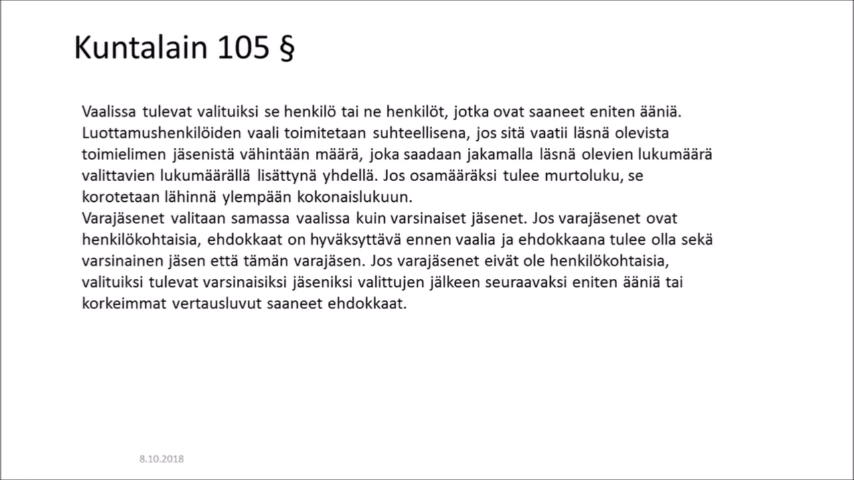 Kuntalain 105 §
Vaalissa tulevat valituiksi se henkilö tai ne henkilöt, jotka ovat saaneet eniten ääniä.
Luottamushenkilöiden vaali toimitetaan suhteellisena, jos sitä vaatii läsnä olevista
toimielimen jäsenistä vähintään määrä, joka saadaan jakamalla läsnä olevien lukumäärä
valittavien lukumäärällä lisättynä yhdellä. Jos osamääräksi tulee murtoluku, se
korotetaan lähinnä ylempään kokonaislukuun.
Varajäsenet valitaan samassa vaalissa kuin varsinaiset jäsenet. Jos varajäsenet ovat
henkilökohtaisia, ehdokkaat on hyväksyttävä ennen vaalia ja ehdokkaana tulee olla sekä
varsinainen jäsen että tämän varajäsen. Jos varajäsenet eivät ole henkilökohtaisia,
valituiksi tulevat varsinaisiksi jäseniksi valittujen jälkeen seuraavaksi eniten ääniä tai
korkeimmat vertausluvut saaneet ehdokkaat.
8.10.2018